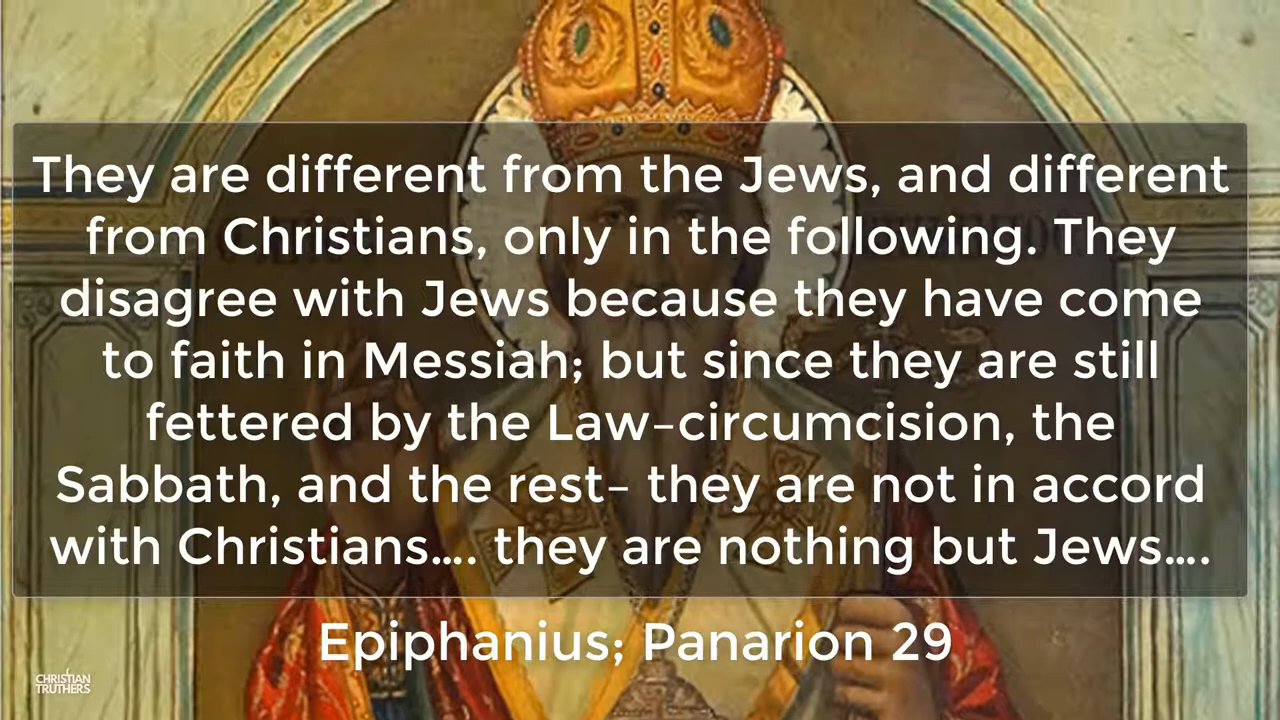 They are different from the Jews, and different
from Christians, only in the following. They
disagree with Jews because they have come
to faith in Messiah; but since they are still
fettered by the Law–circumcision, the
Sabbath, and the rest– they are not in accord
with Christians…. they are nothing but Jews….
Epiphanius; Panarion 29
CHRISTIAN
TRUTHERS